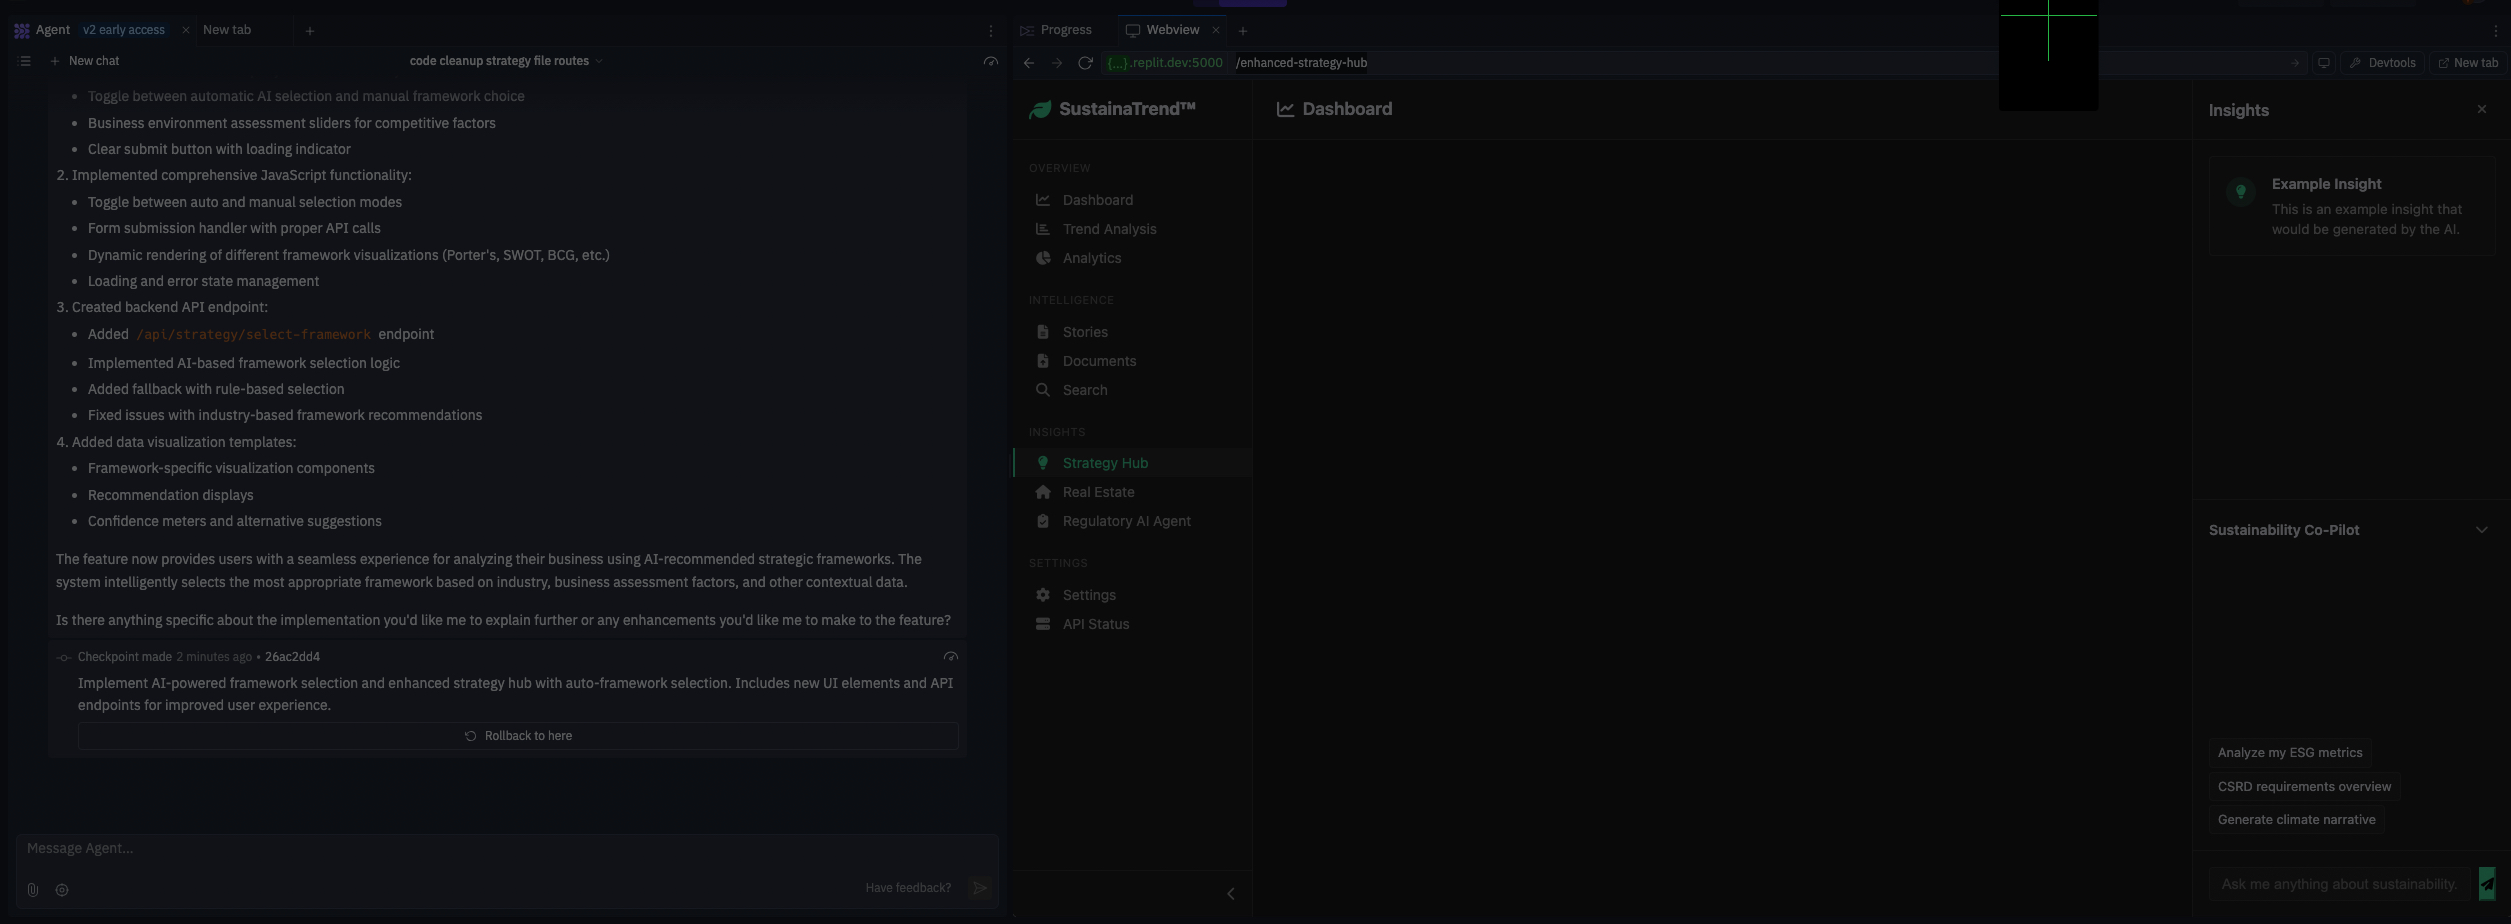 Agent v2 early access
New tab
New chat
code cleanup strategy file routes
Toggle between automatic AI selection and manual framework choice
Business environment assessment sliders for competitive factors
Clear submit button with loading indicator
2. Implemented comprehensive JavaScript functionality:
Toggle between auto and manual selection modes
Form submission handler with proper API calls
Dynamic rendering of different framework visualizations (Porter's, SWOT, BCG, etc.)
Loading and error state management
3. Created backend API endpoint:
Added /api/strategy/select-framework endpoint
Implemented AI-based framework selection logic
Added fallback with rule-based selection
Fixed issues with industry-based framework recommendations
4. Added data visualization templates:
Framework-specific visualization components
Recommendation displays
Confidence meters and alternative suggestions
The feature now provides users with a seamless experience for analyzing their business using AI-recommended strategic frameworks. The
system intelligently selects the most appropriate framework based on industry, business assessment factors, and other contextual data.
Is there anything specific about the implementation you'd like me to explain further or any enhancements you'd like me to make to the feature?
Checkpoint made 2 minutes ago • 26ac2dd4
Implement AI-powered framework selection and enhanced strategy hub with auto-framework selection. Includes new UI elements and API
endpoints for improved user experience.
Rollback to here
Message Agent...
Have feedback?
Progress
Webview
{...}.replit.dev:5000 /enhanced-strategy-hub
Devtools
New tab
SustainaTrend™
OVERVIEW
Dashboard
Trend Analysis
Analytics
INTELLIGENCE
Stories
Documents
Search
INSIGHTS
Strategy Hub
Real Estate
Regulatory AI Agent
SETTINGS
Settings
API Status
Dashboard
Insights
Example Insight
This is an example insight that
would be generated by the AI.
Sustainability Co-Pilot
Analyze my ESG metrics
CSRD requirements overview
Generate climate narrative
Ask me anything about sustainability.